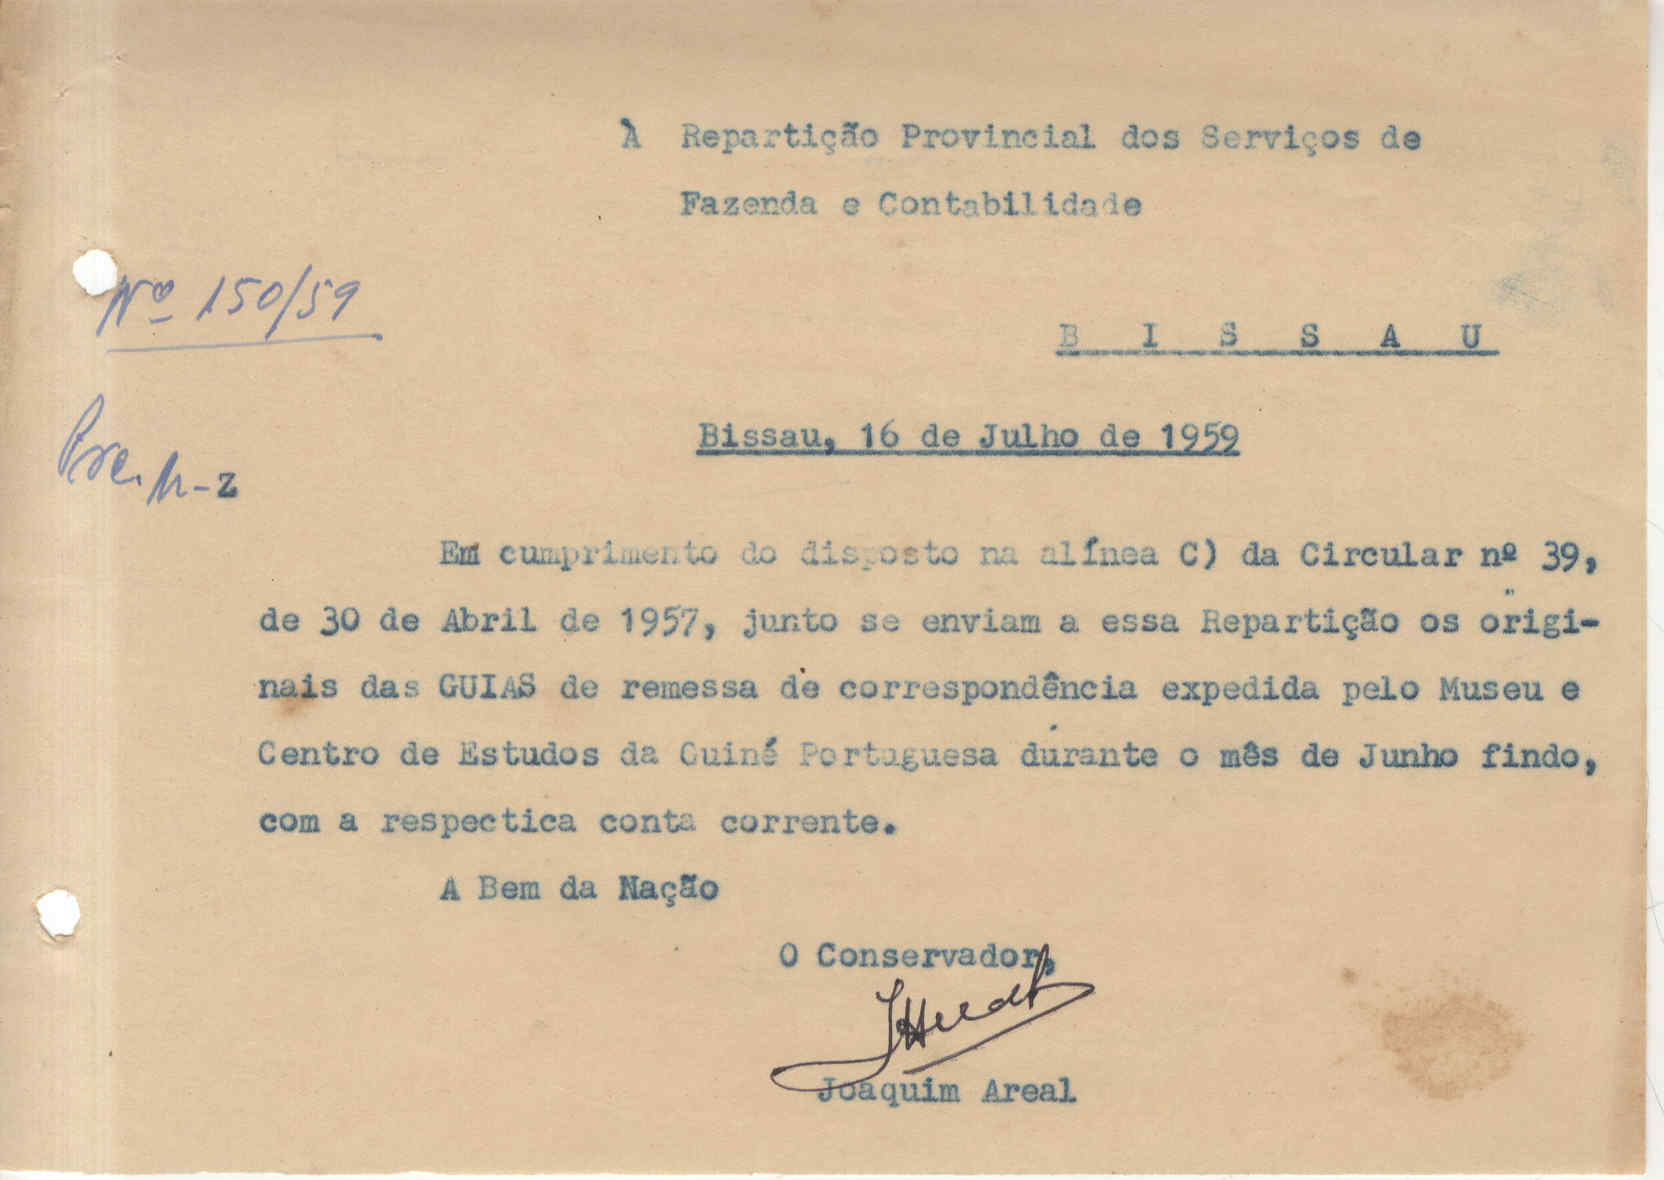 À Repartição Provincial dos Serviços de
Fazenda e Contabilidade
Nº 150/59
B I S S A U
Bissau, 16 de Julho de 1959
Z
Em cumprimento do disposto na alínea C) da Circular nº 39,
de 30 de Abril de 1957, junto se enviam a essa Repartição os origi-
nais das GUIAS de remessa de correspondência expedida pelo Museu e
Centro de Estudos da Guiné Portuguesa durante o mês de Junho findo,
com a respectica conta corrente.
A Bem da Nação
O Conservador,
Joaquim Areal